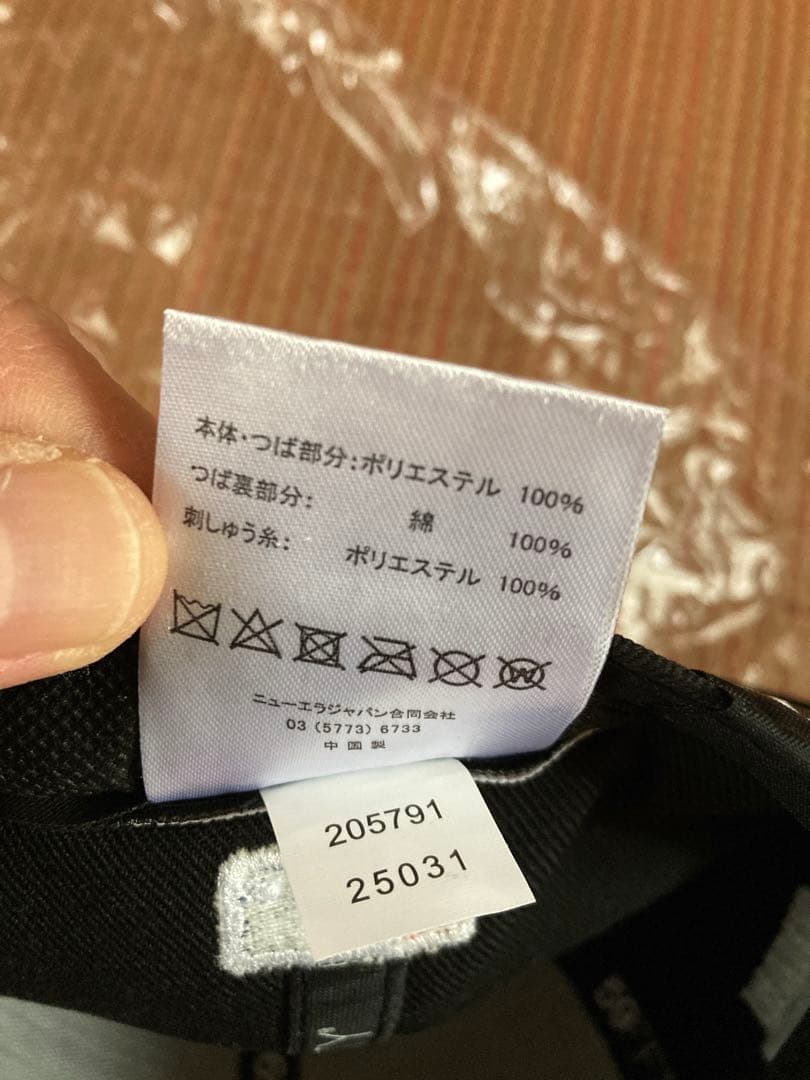 本体・つば部分:ポリエステル 100%
つば裏部分: 綿 100%
刺しゅう糸: ポリエステル 100%
ニューエラジャパン合同会社
03 (5773) 6733
中国製
205791
25031